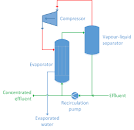 Compressor
Vapour-liquid
separator
Evaporator
Concentrated
effluent
Effluent
Recirculation
pump
Evaporated
water